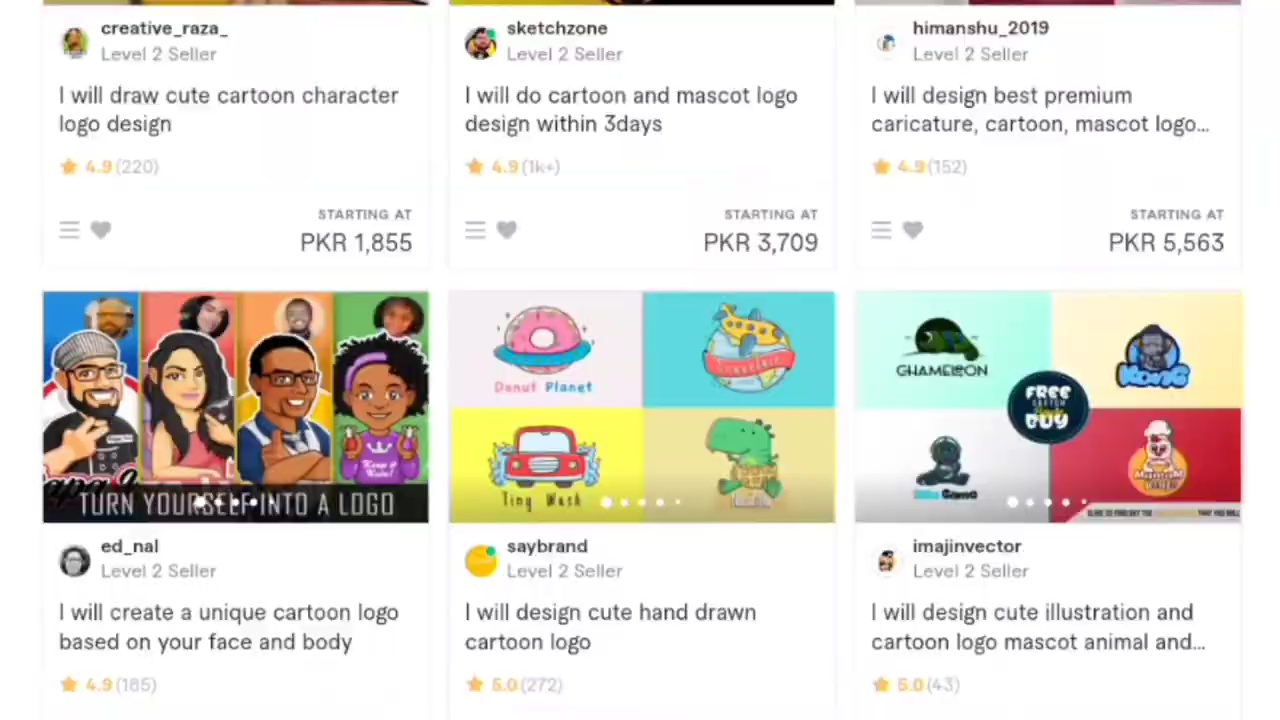 creative_raza_
Level 2 Seller
I will draw cute cartoon character
logo design
4.9 (220)
STARTING AT
PKR 1,855
sketchzone
Level 2 Seller
I will do cartoon and mascot logo
design within 3days
4.9 (1k+)
STARTING AT
PKR 3,709
himanshu_2019
Level 2 Seller
I will design best premium
caricature, cartoon, mascot logo...
4.9 (152)
STARTING AT
PKR 5,563
TURN YOURSELF INTO A LOGO
ed_nal
Level 2 Seller
I will create a unique cartoon logo
based on your face and body
4.9 (185)
Donut Planet
Tiny Wash
saybrand
Level 2 Seller
I will design cute hand drawn
cartoon logo
5.0 (272)
CHAMELEON
KONG
FREE
SKETCH
BUY
imajinvector
Level 2 Seller
I will design cute illustration and
cartoon logo mascot animal and...
5.0 (43)